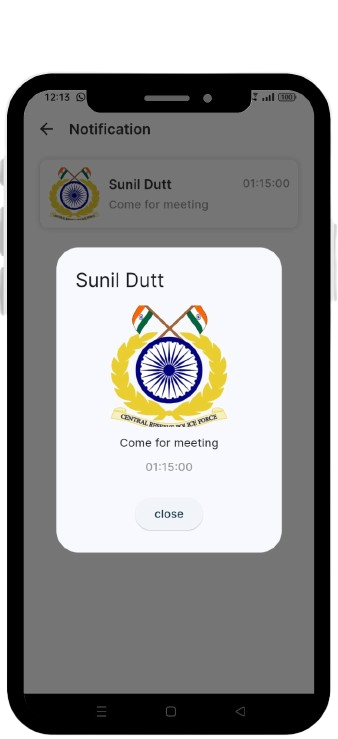 12:13
100
Notification
Sunil Dutt
01:15:00
Come for meeting
Sunil Dutt
CENTRAL RESERVE POLICE FORCE
Come for meeting
01:15:00
close